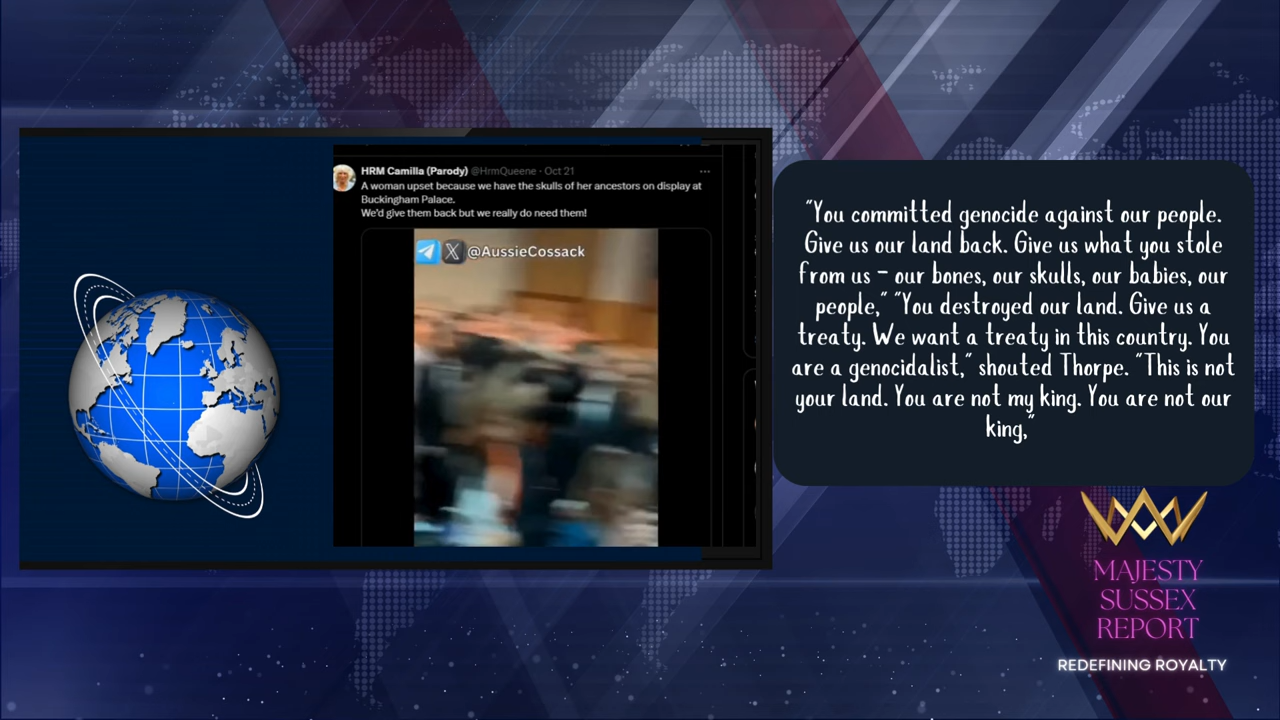 HRM Camilla (Parody) @HrmQueene · Oct 21
A woman upset because we have the skulls of her ancestors on display at
Buckingham Palace.
We'd give them back but we really do need them!
@AussieCossack
"You committed genocide against our people.
Give us our land back. Give us what you stole
from us - our bones, our skulls, our babies, our
people," "You destroyed our land. Give us a
treaty. We want a treaty in this country. You
are a genocidalist," shouted Thorpe. "This is not
your land. You are not my king. You are not our
king,"
MAJESTY
SUSSEX
REPORT
REDEFINING ROYALTY